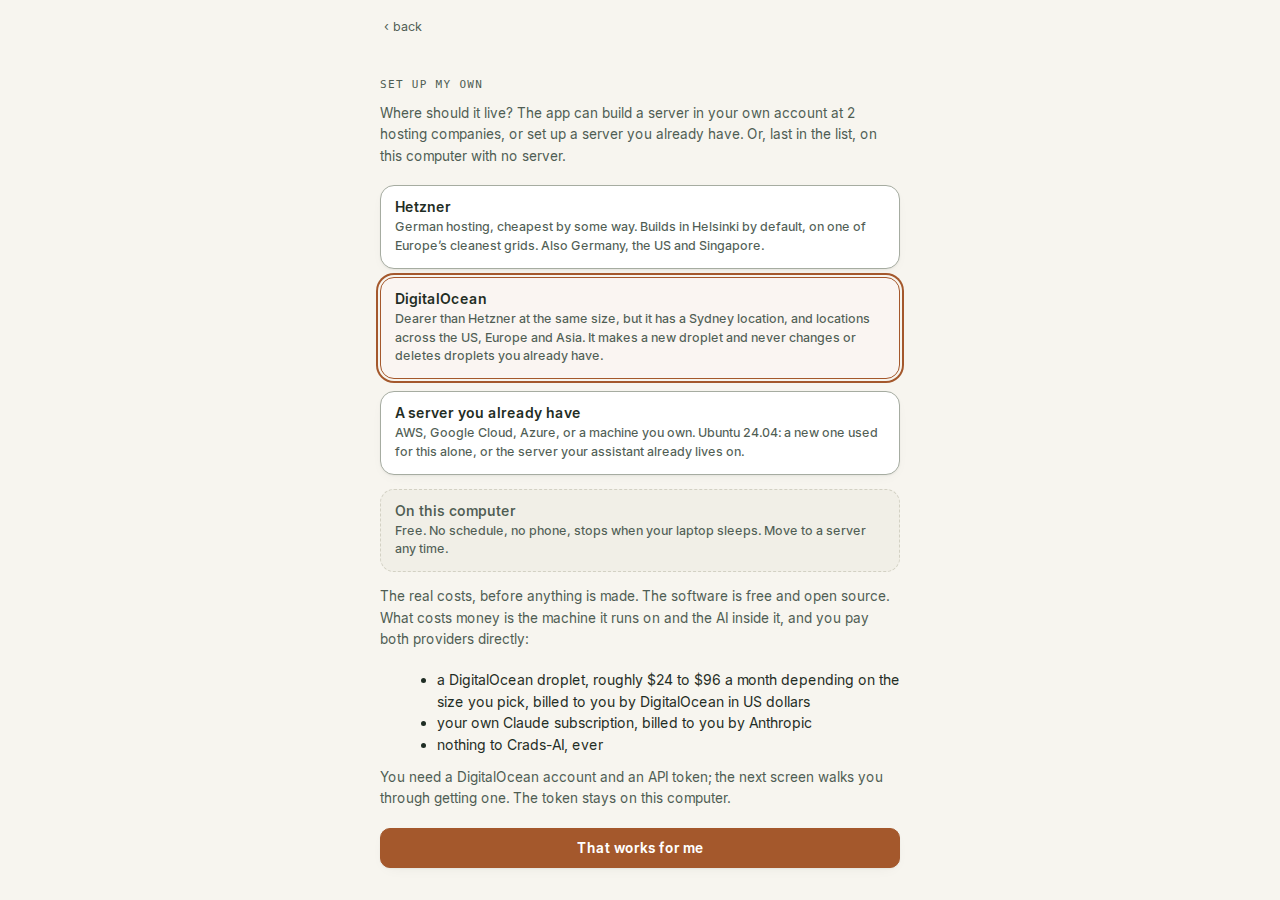 ‹ back
SET UP MY OWN
Where should it live? The app can build a server in your own account at 2
hosting companies, or set up a server you already have. Or, last in the list, on
this computer with no server.
Hetzner
German hosting, cheapest by some way. Builds in Helsinki by default, on one of
Europe’s cleanest grids. Also Germany, the US and Singapore.
DigitalOcean
Dearer than Hetzner at the same size, but it has a Sydney location, and locations
across the US, Europe and Asia. It makes a new droplet and never changes or
deletes droplets you already have.
A server you already have
AWS, Google Cloud, Azure, or a machine you own. Ubuntu 24.04: a new one used
for this alone, or the server your assistant already lives on.
On this computer
Free. No schedule, no phone, stops when your laptop sleeps. Move to a server
any time.
The real costs, before anything is made. The software is free and open source.
What costs money is the machine it runs on and the AI inside it, and you pay
both providers directly:
• a DigitalOcean droplet, roughly $24 to $96 a month depending on the
size you pick, billed to you by DigitalOcean in US dollars
• your own Claude subscription, billed to you by Anthropic
• nothing to Crads-AI, ever
You need a DigitalOcean account and an API token; the next screen walks you
through getting one. The token stays on this computer.
That works for me